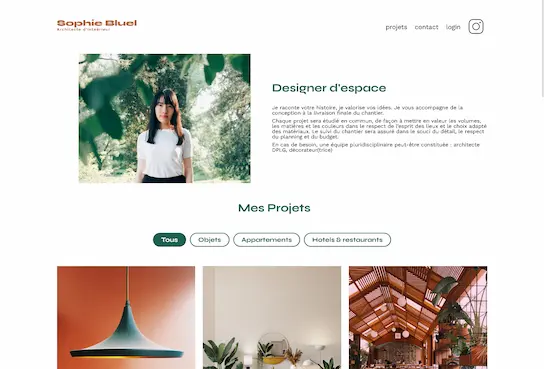 Sophie Bluel
Architecte d'intérieur
projets
contact
login
Designer d'espace
Je raconte votre histoire, je valorise vos idées. Je vous accompagne de la
conception à la livraison finale du chantier.
Chaque projet sera étudié en commun, de façon à mettre en valeur les volumes,
les matières et les couleurs dans le respect de l'esprit des lieux et le choix adapté
des matériaux. Le suivi du chantier sera assuré dans le souci du détail, le respect
du planning et du budget.
En cas de besoin, une équipe pluridisciplinaire peut-être constituée : architecte
DPLG, décorateur(trice)
Mes Projets
Tous
Objets
Appartements
Hotels & restaurants